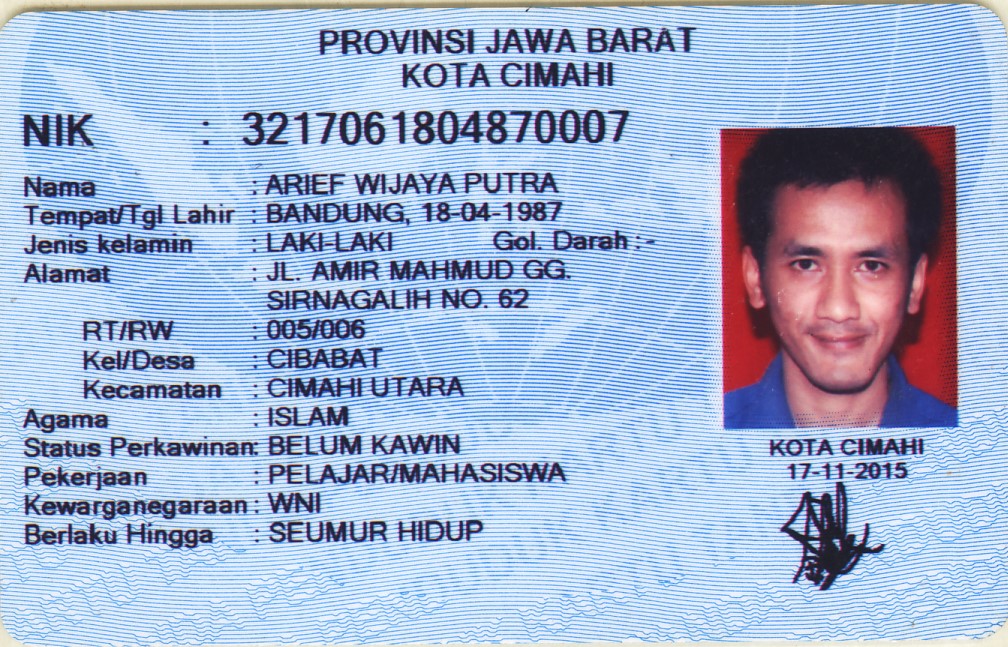 PROVINSI JAWA BARAT
KOTA CIMAHI
NIK : 3217061804870007
Nama : ARIEF WIJAYA PUTRA
Tempat/Tgl Lahir : BANDUNG, 18-04-1987
Jenis kelamin : LAKI-LAKI Gol. Darah : -
Alamat : JL. AMIR MAHMUD GG.
SIRNAGALIH NO. 62
RT/RW : 005/006
Kel/Desa : CIBABAT
Kecamatan : CIMAHI UTARA
Agama : ISLAM
Status Perkawinan: BELUM KAWIN
Pekerjaan : PELAJAR/MAHASISWA
Kewarganegaraan : WNI
Berlaku Hingga : SEUMUR HIDUP
KOTA CIMAHI
17-11-2015